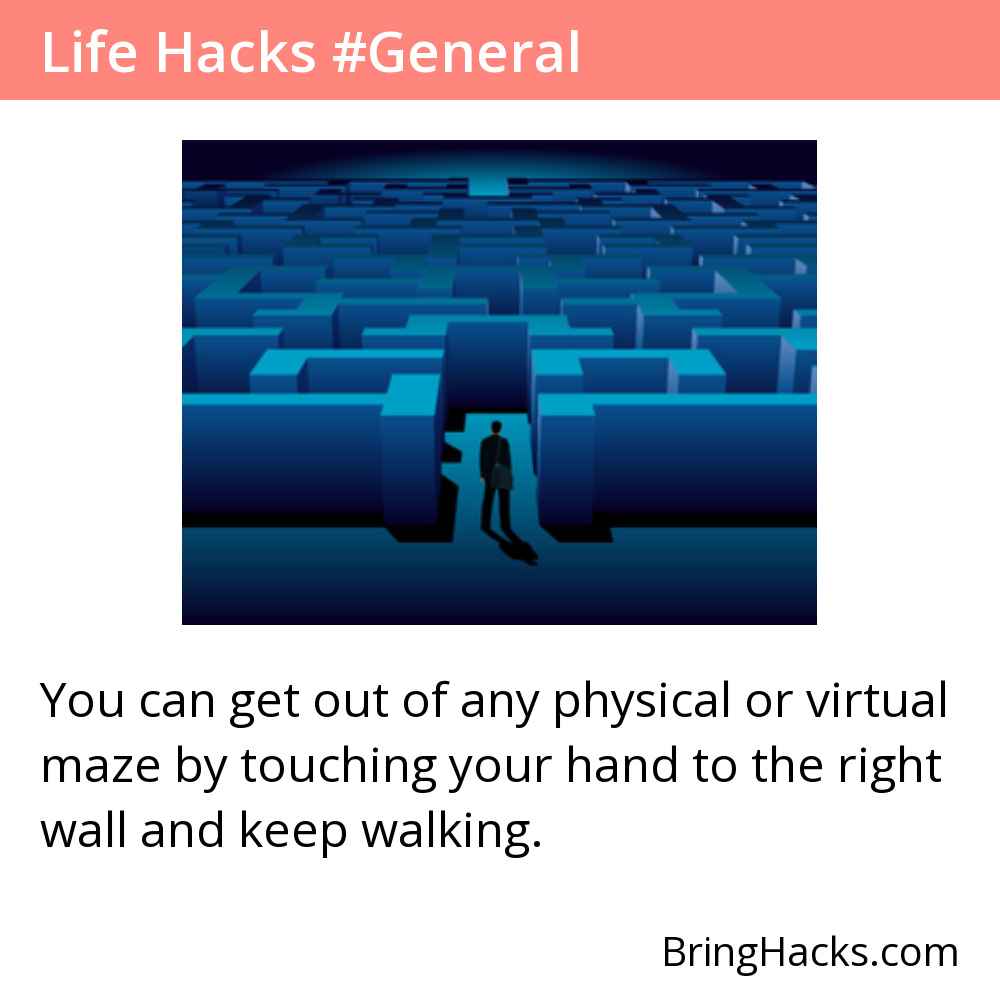 Life Hacks #General
You can get out of any physical or virtual
maze by touching your hand to the right
wall and keep walking.
BringHacks.com